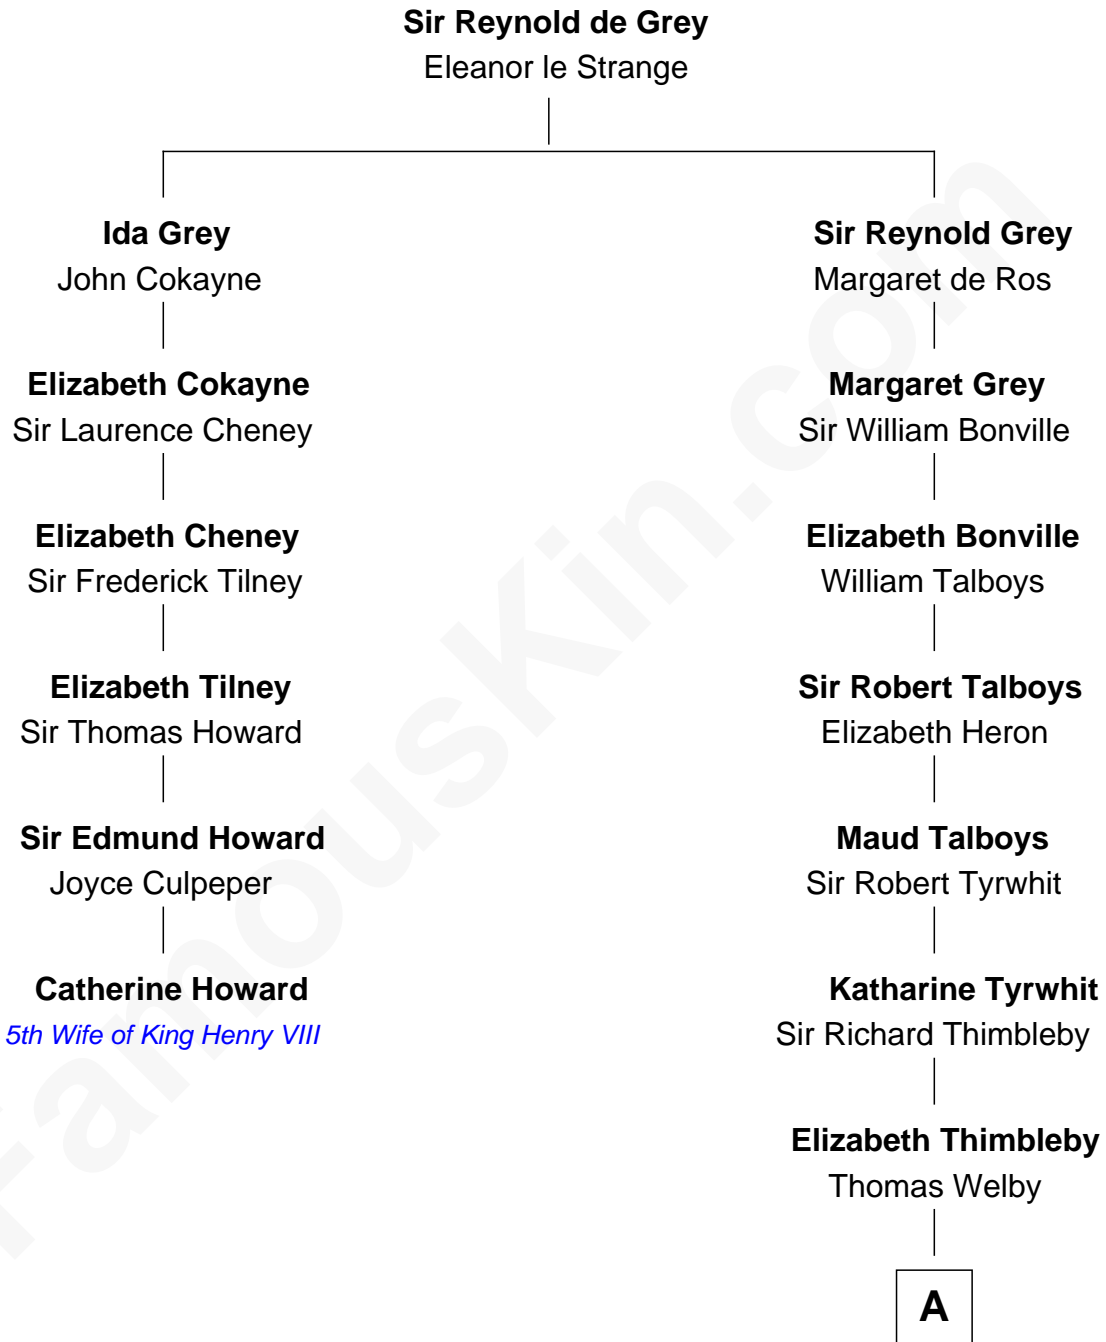 Sir Reynold de Grey
Eleanor le Strange
Ida Grey
John Cokayne
Sir Reynold Grey
Margaret de Ros
Elizabeth Cokayne
Sir Laurence Cheney
Margaret Grey
Sir William Bonville
Elizabeth Cheney
Sir Frederick Tilney
Elizabeth Bonville
William Talboys
Elizabeth Tilney
Sir Thomas Howard
Sir Robert Talboys
Elizabeth Heron
Sir Edmund Howard
Joyce Culpeper
Maud Talboys
Sir Robert Tyrwhit
Catherine Howard
5th Wife of King Henry VIII
Katharine Tyrwhit
Sir Richard Thimbleby
Elizabeth Thimbleby
Thomas Welby
A
FamousKin.com